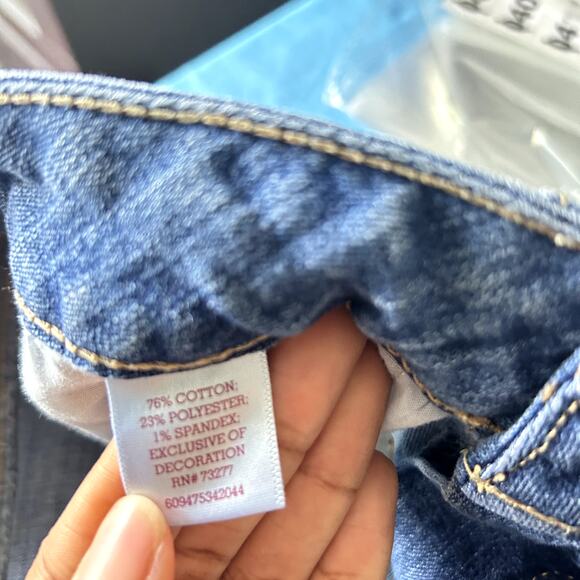 76% COTTON;
23% POLYESTER;
1% SPANDEX;
EXCLUSIVE OF
DECORATION
RN# 73277
609475342044